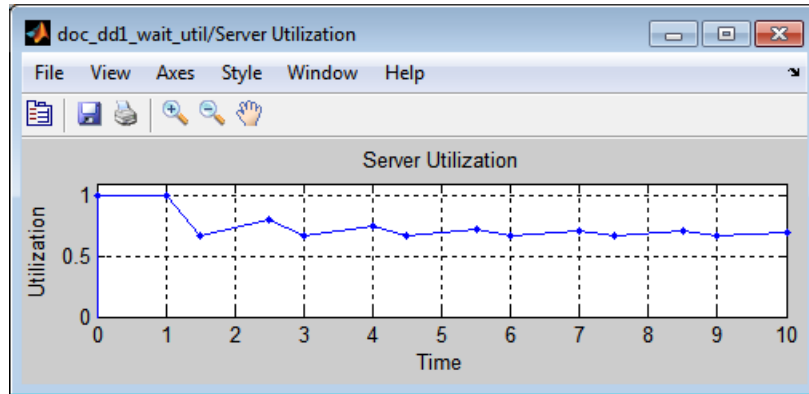 doc_dd1_wait_util/Server Utilization
File View Axes Style Window Help
Server Utilization
Utilization
1
0.5
0
0 1 2 3 4 5 6 7 8 9 10
Time